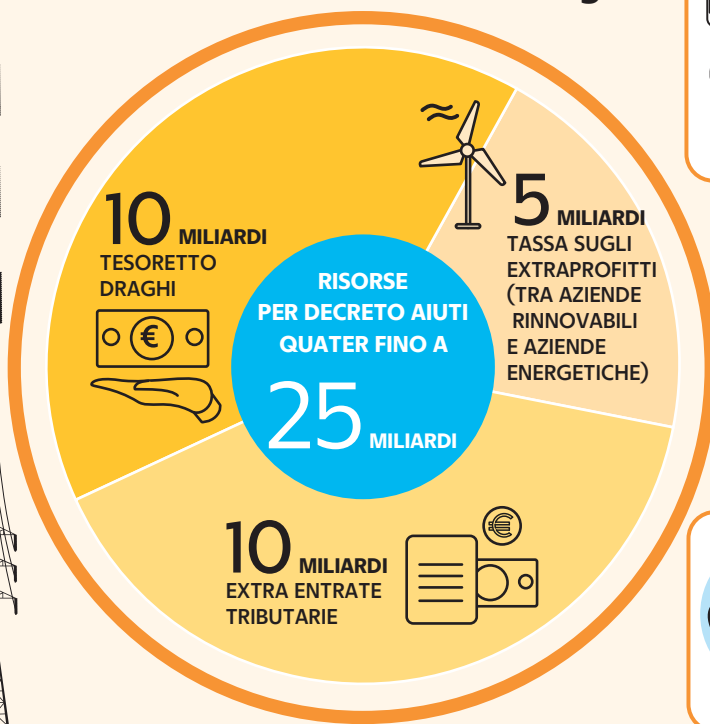 10 MILIARDI
TESORETTO
DRAGHI
€
5 MILIARDI
TASSA SUGLI
EXTRAPROFITTI
(TRA AZIENDE
RINNOVABILI
E AZIENDE
ENERGETICHE)
RISORSE
PER DECRETO AIUTI
QUATER FINO A
25 MILIARDI
10 MILIARDI
EXTRA ENTRATE
TRIBUTARIE
€